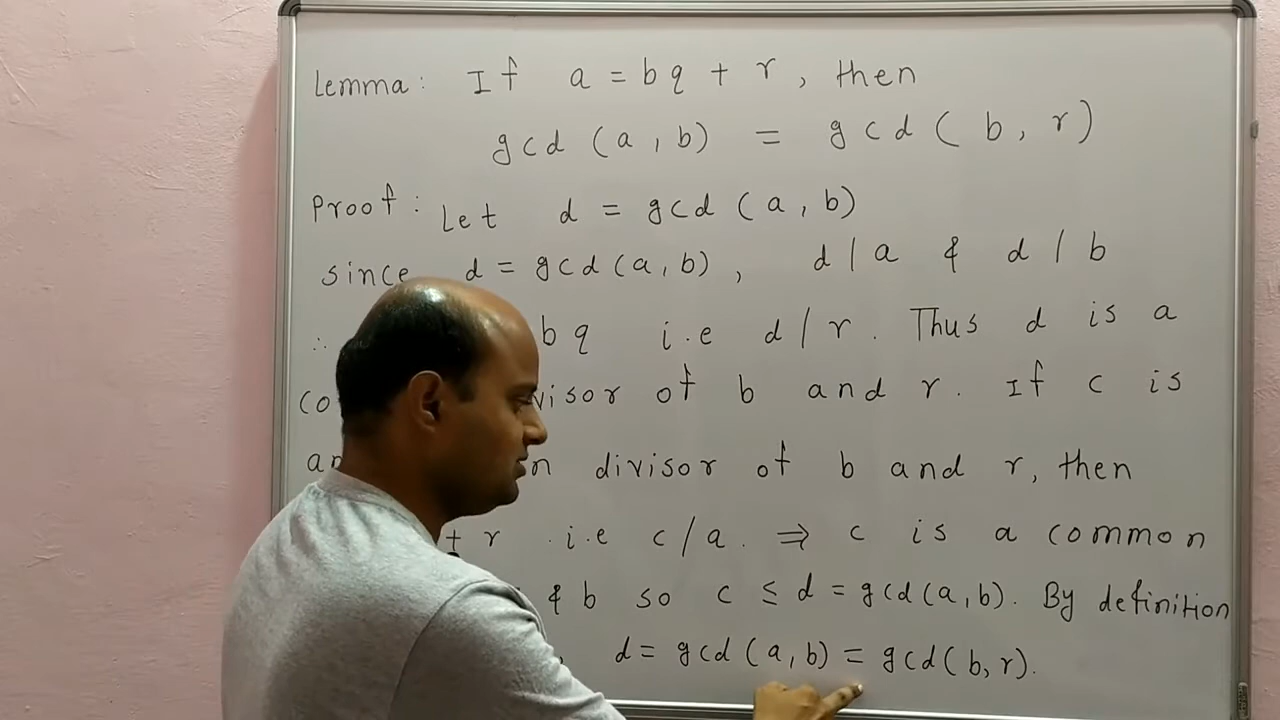 Lemma: If a = bq + r, then
gcd (a, b) = gcd (b, r)
Proof: Let d = gcd (a, b)
since d = gcd (a, b), d | a & d | b
∴ bq i.e d / r. Thus d is a
of b and r. If c is
divisor of b and r, then
+ r i.e c / a. ⇒ c is a common
& b so c ≤ d = gcd (a, b). By definition
d = gcd (a, b) = gcd (b, r).